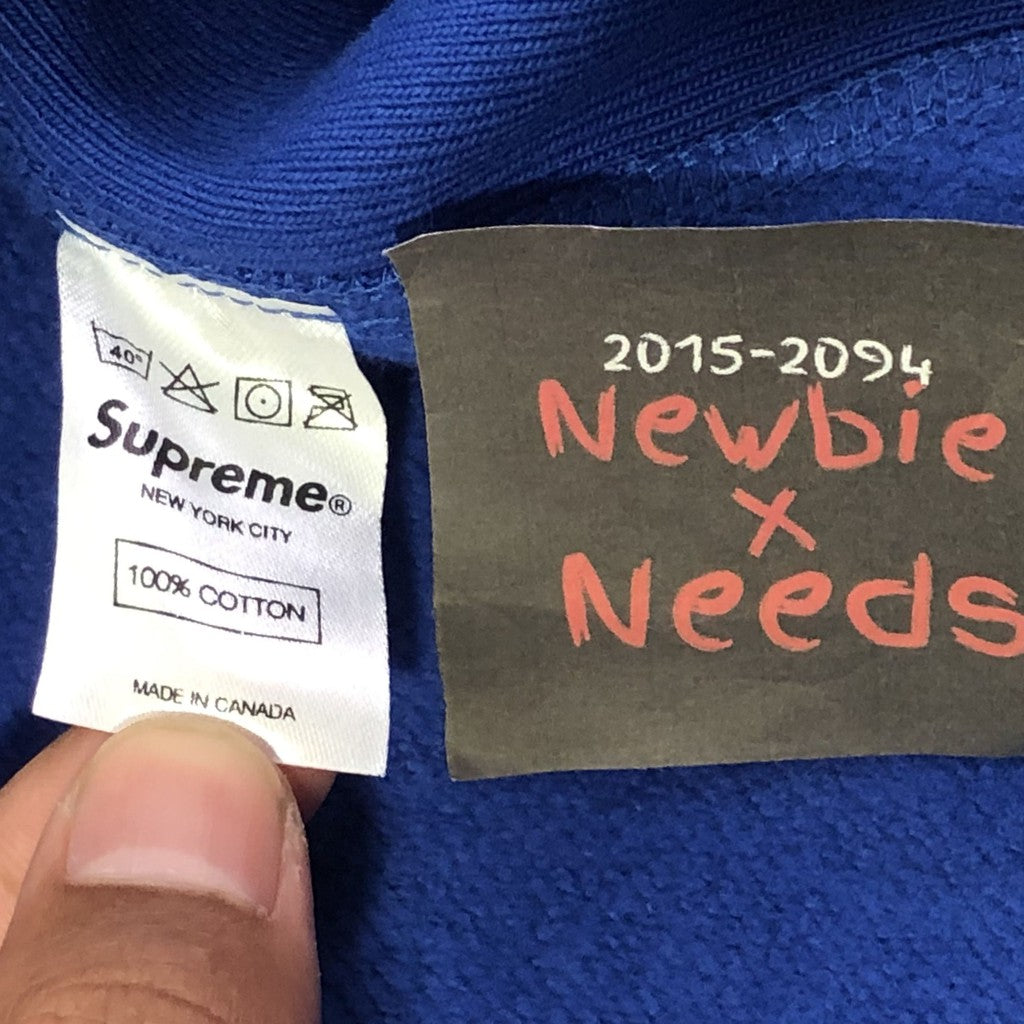 40°
Supreme®
NEW YORK CITY
100% COTTON
MADE IN CANADA
2015-2094
Newbie
x
Needs